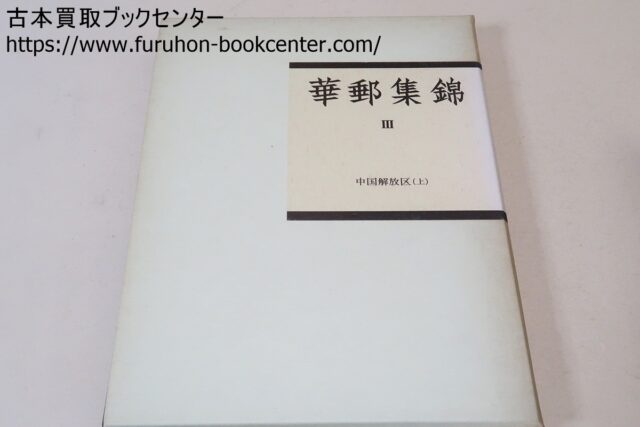 古本買取ブックセンター
https://www.furuhon-bookcenter.com/
華郵集錦
III
中国解放区(上)